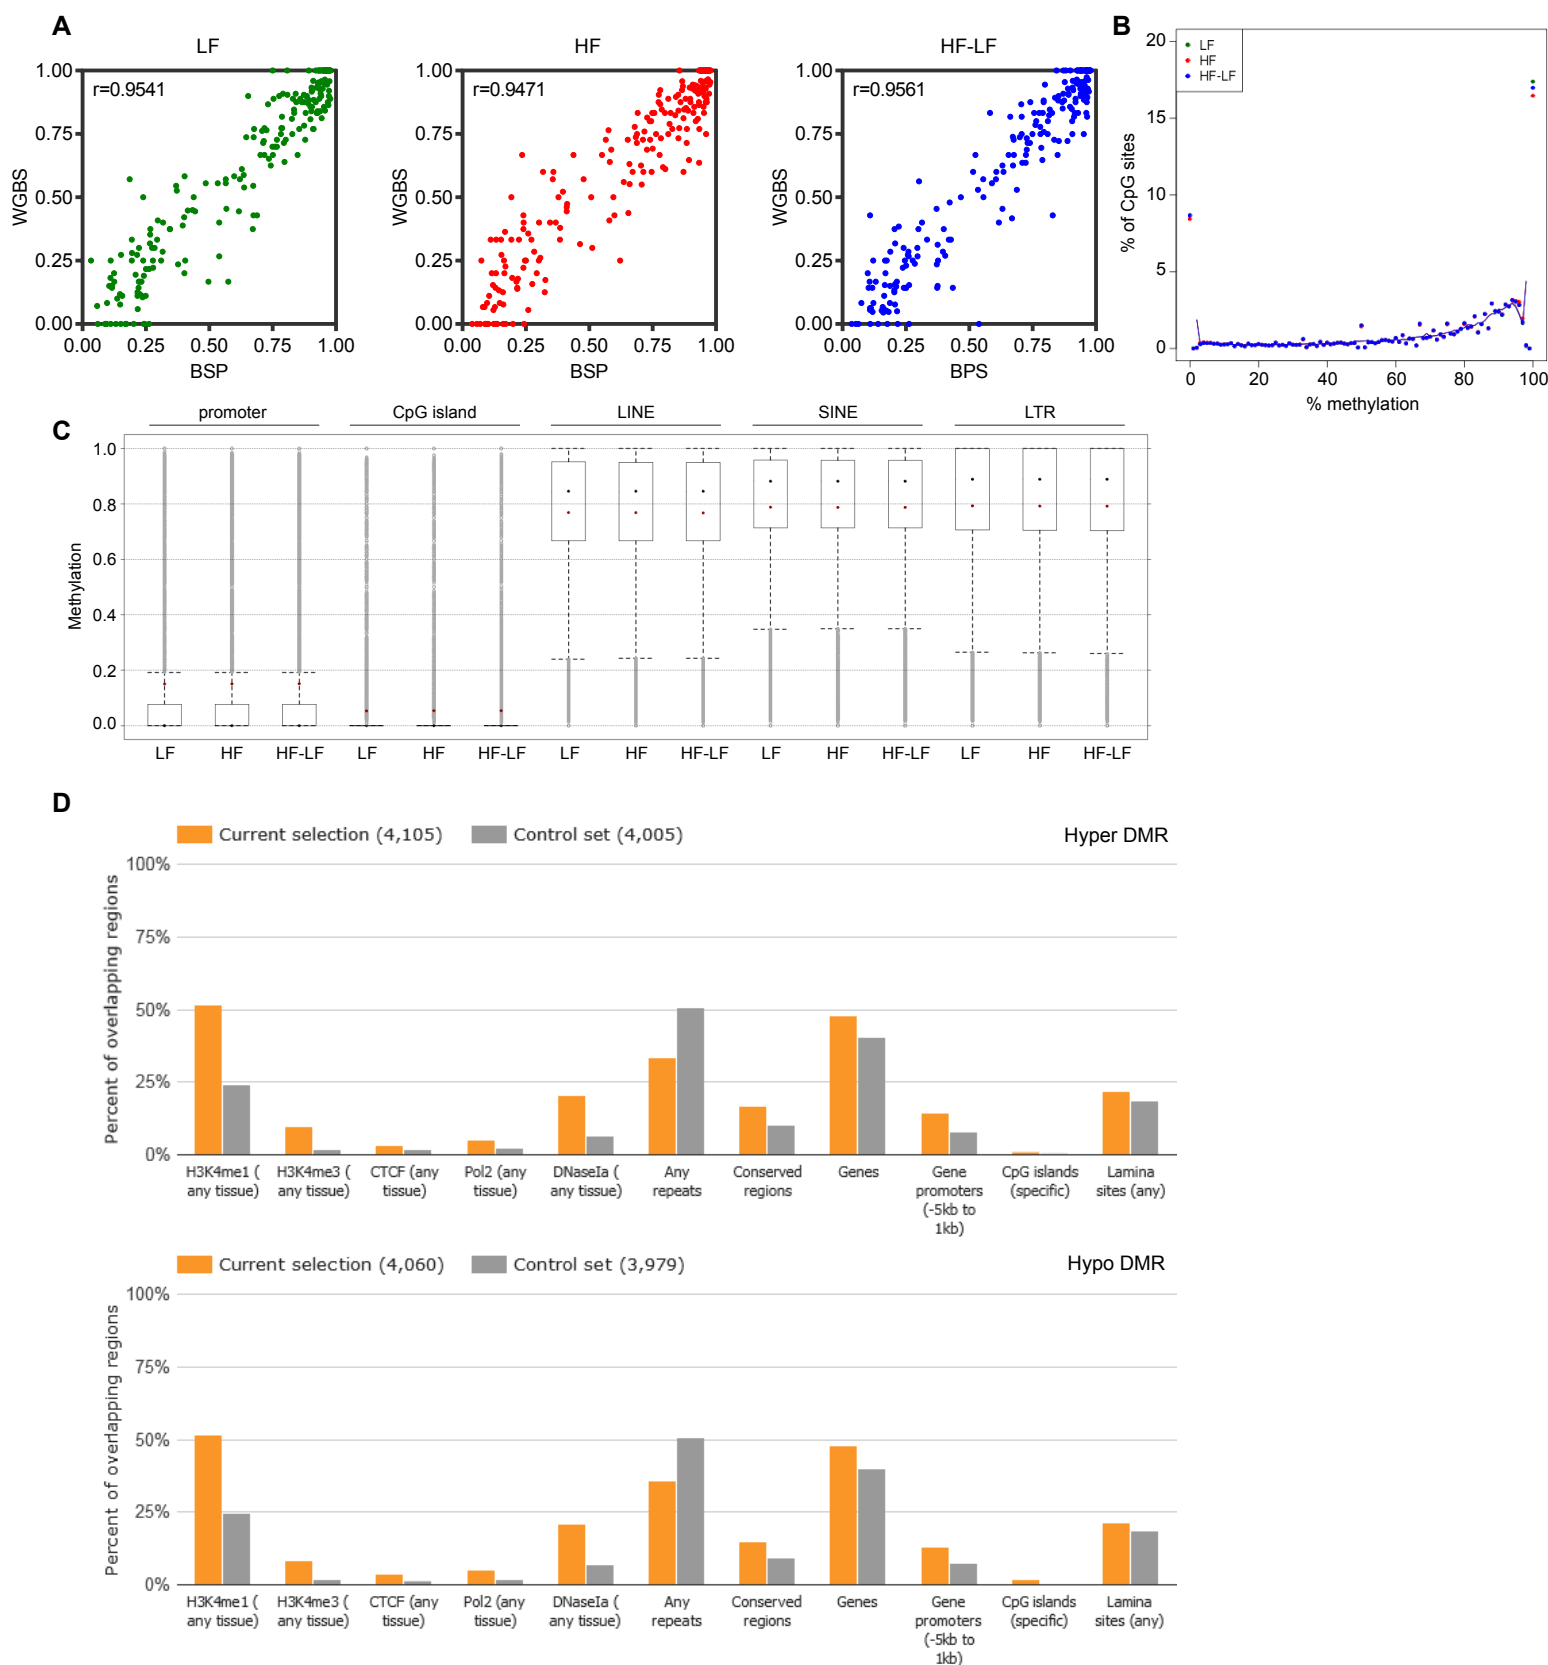 A
LF
HF
HF-LF
B
r=0.9541
r=0.9471
r=0.9561
1.00
0.75
0.50
0.25
0.00
WGBS
0.00 0.25 0.50 0.75 1.00
BSP
1.00
0.75
0.50
0.25
0.00
WGBS
0.00 0.25 0.50 0.75 1.00
BSP
1.00
0.75
0.50
0.25
0.00
WGBS
0.00 0.25 0.50 0.75 1.00
BPS
LF
HF
HF-LF
20
15
10
5
0
% of CpG sites
0 20 40 60 80 100
% methylation
C
promoter CpG island LINE SINE LTR
1.0
0.8
0.6
0.4
0.2
0.0
Methylation
LF HF HF-LF LF HF HF-LF LF HF HF-LF LF HF HF-LF LF HF HF-LF
D
Current selection (4,105) Control set (4,005)
Hyper DMR
100%
75%
50%
25%
0%
Percent of overlapping regions
H3K4me1 (
any tissue)
H3K4me3 (
any tissue)
CTCF (any
tissue)
Pol2 (any
tissue)
DNaseIa (
any tissue)
Any
repeats
Conserved
regions
Genes
Gene
promoters
(-5kb to
1kb)
CpG islands
(specific)
Lamina
sites (any)
Current selection (4,060) Control set (3,979)
Hypo DMR
100%
75%
50%
25%
0%
Percent of overlapping regions
H3K4me1 (
any tissue)
H3K4me3 (
any tissue)
CTCF (any
tissue)
Pol2 (any
tissue)
DNaseIa (
any tissue)
Any
repeats
Conserved
regions
Genes
Gene
promoters
(-5kb to
1kb)
CpG islands
(specific)
Lamina
sites (any)